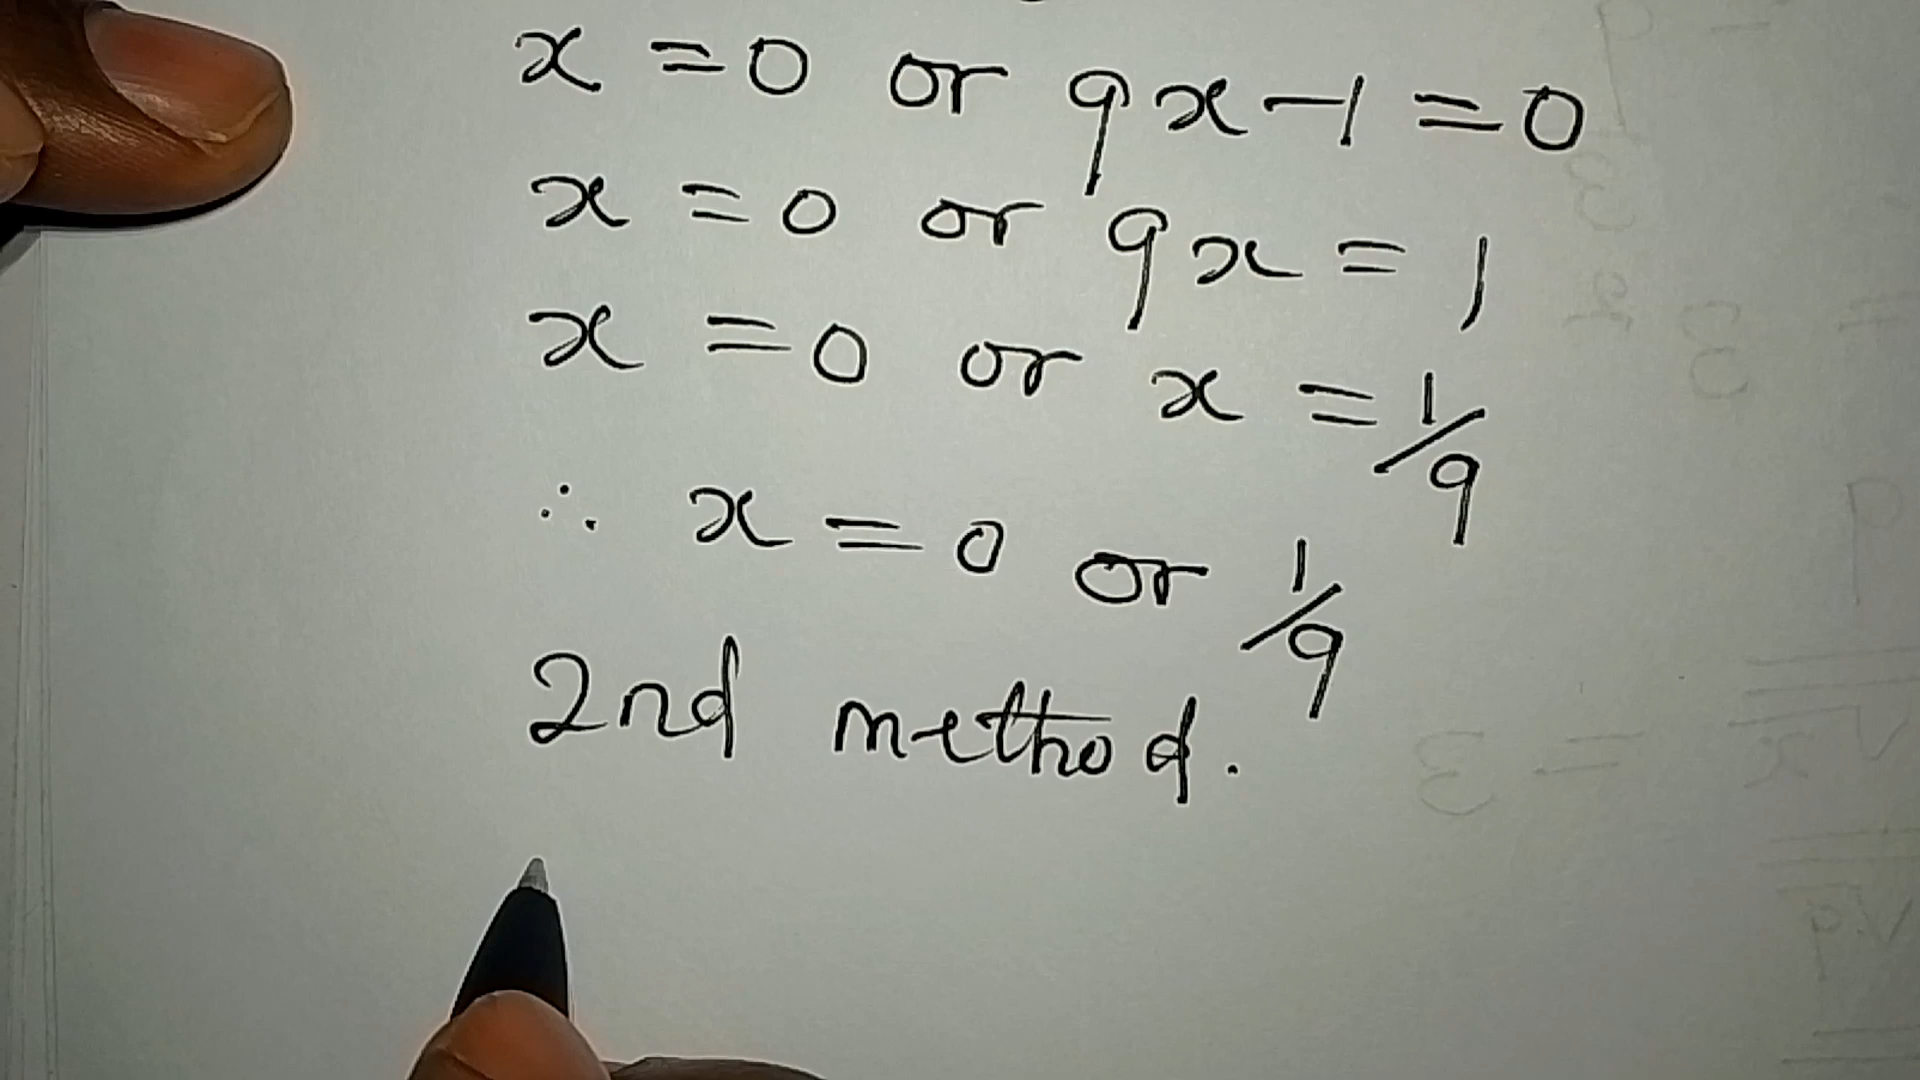 x = 0 or 9x - 1 = 0
x = 0 or 9x = 1
x = 0 or x = 1/9
∴ x = 0 or 1/9
2nd method.